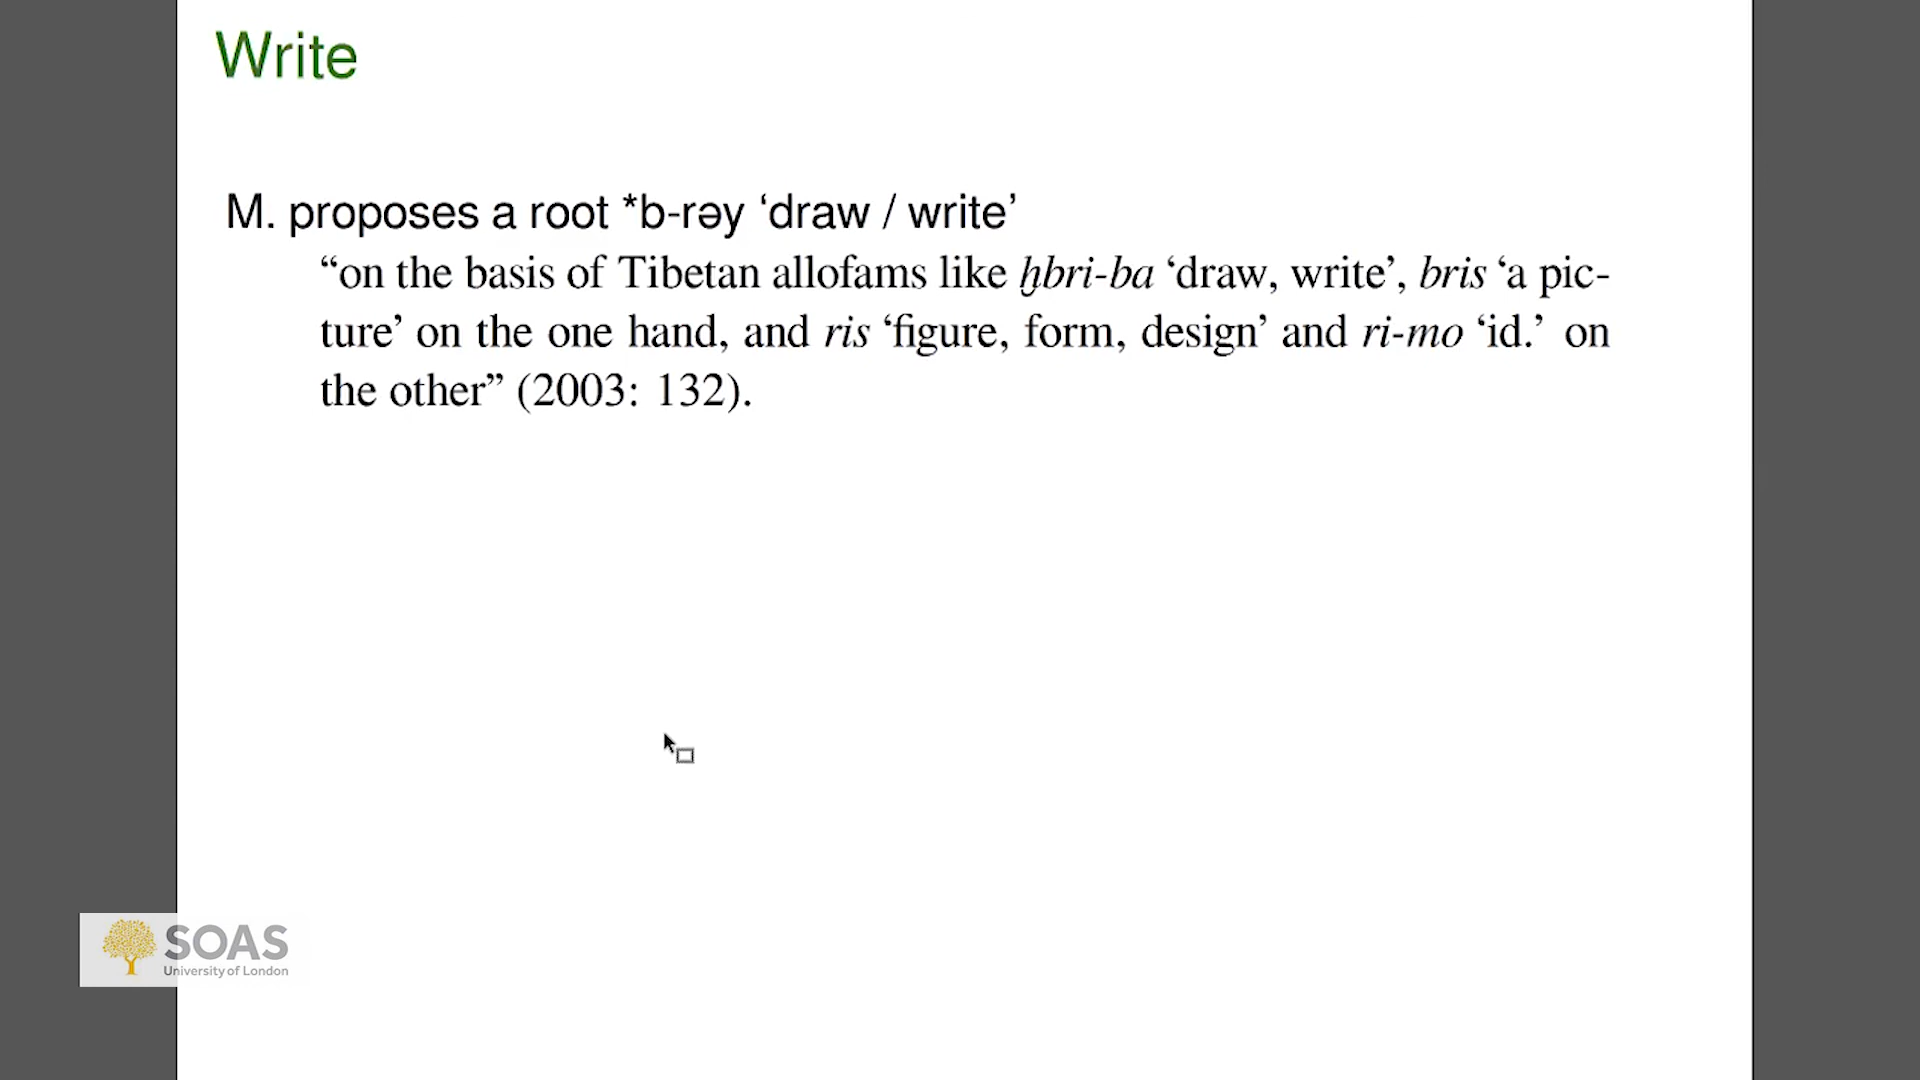 Write
M. proposes a root *b-rəy ‘draw / write’
“on the basis of Tibetan allofams like ḫbri-ba ‘draw, write’, bris ‘a pic-
ture’ on the one hand, and ris ‘figure, form, design’ and ri-mo ‘id.’ on
the other” (2003: 132).
SOAS
University of London